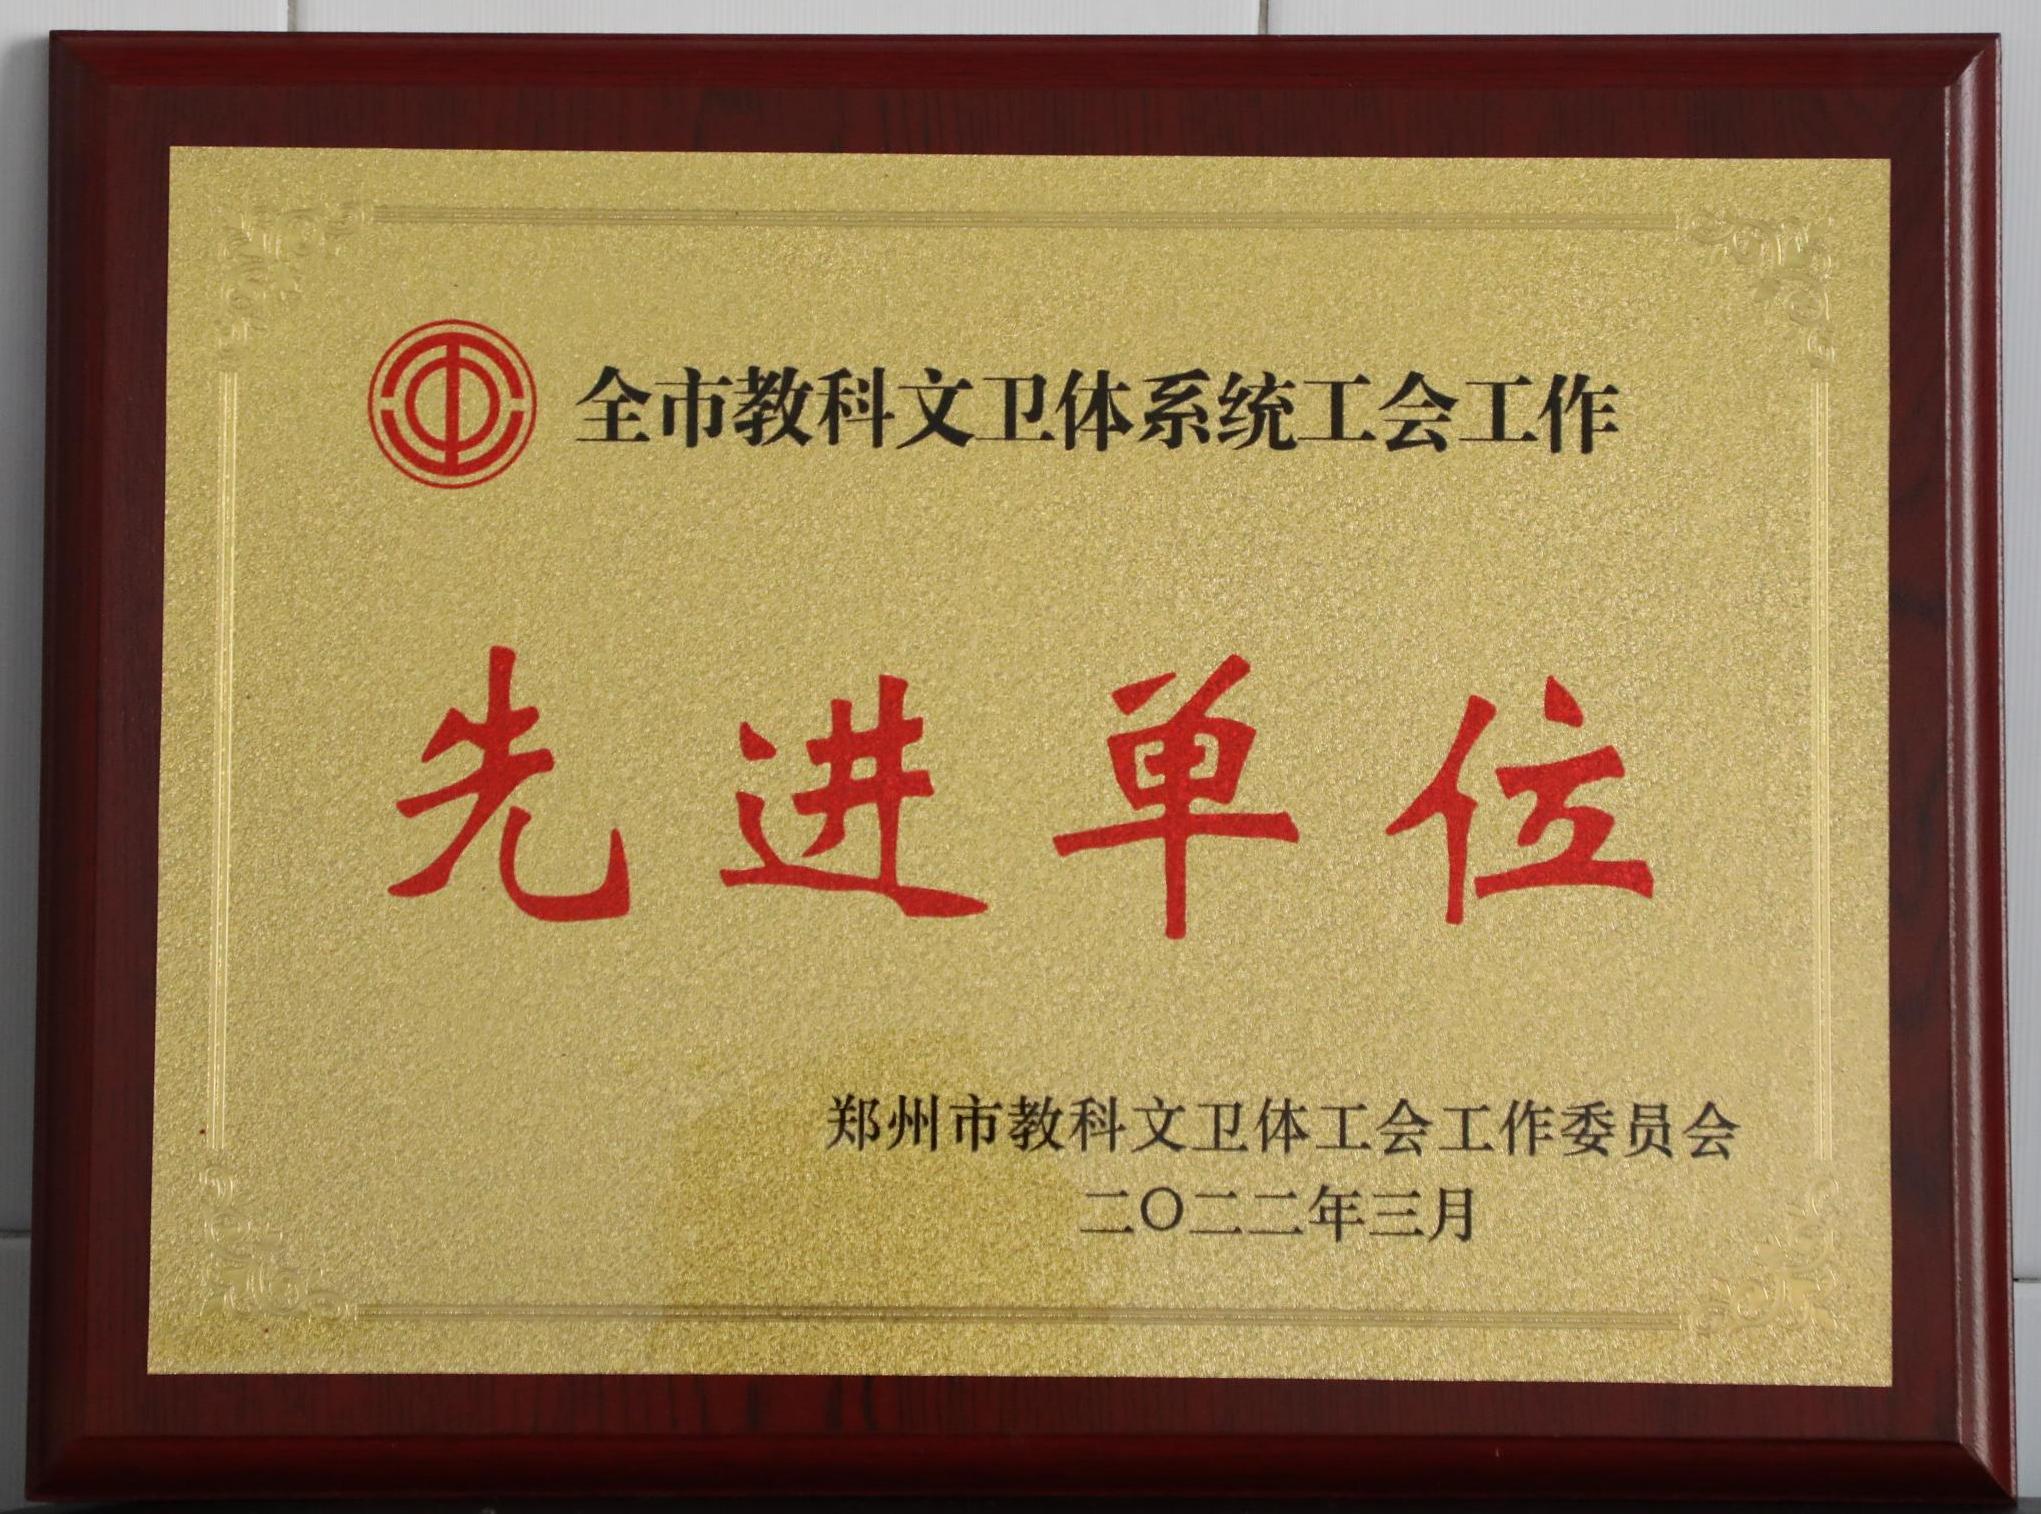 全市教科文卫体系统工会工作
先进单位
郑州市教科文卫体工会工作委员会
二〇二二年三月